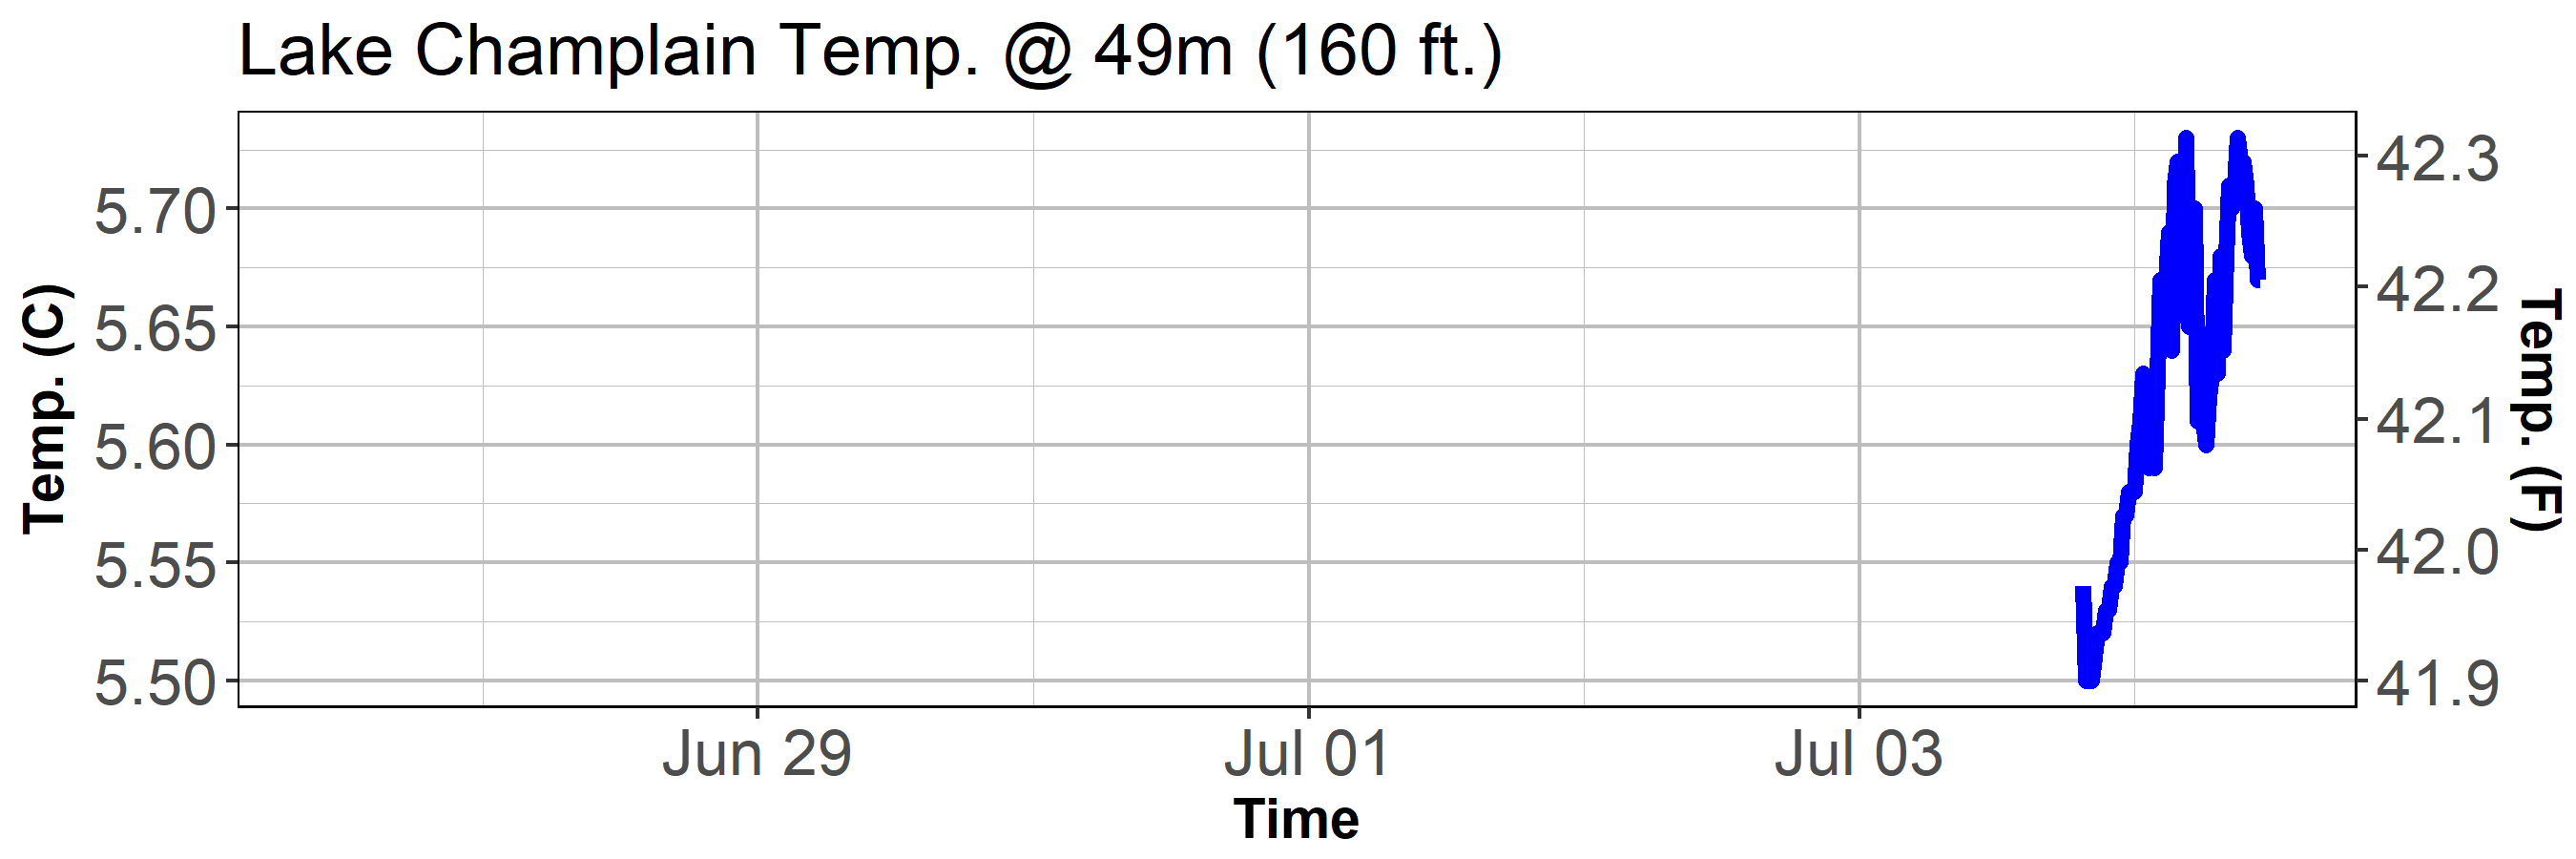 Lake Champlain Temp. @ 49m (160 ft.)
Temp. (C)
5.70
5.65
5.60
5.55
5.50
42.3
42.2
42.1
42.0
41.9
Temp. (F)
Jun 29
Jul 01
Jul 03
Time